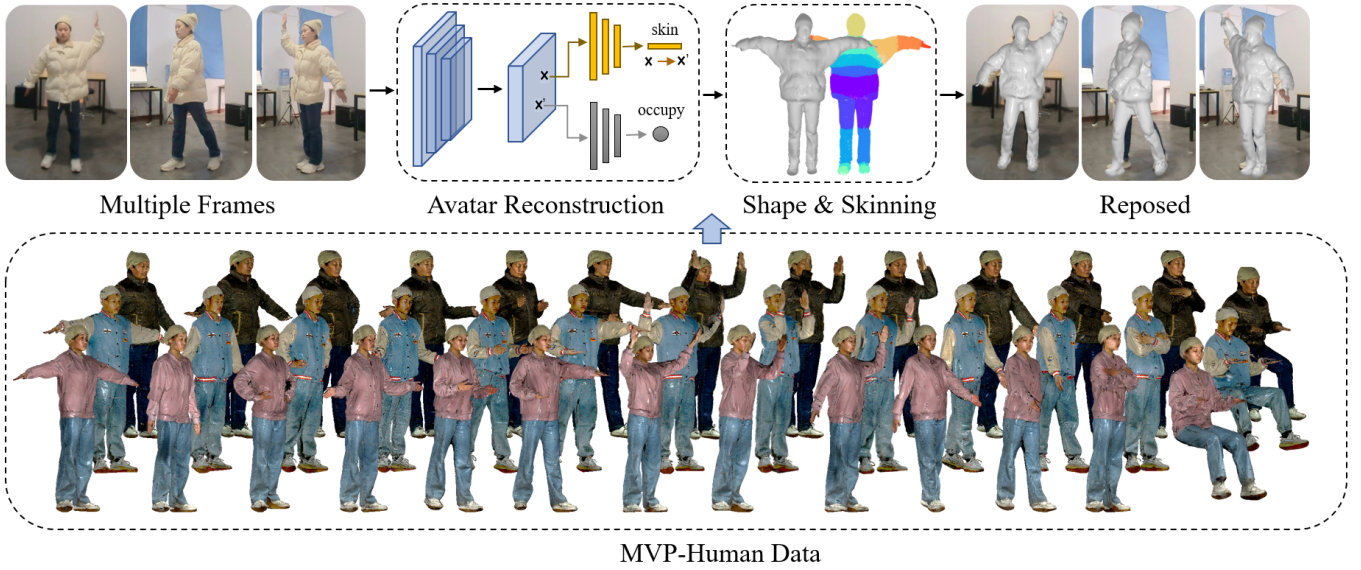 skin
x → x'
x
x'
occupy
Multiple Frames
Avatar Reconstruction
Shape & Skinning
Reposed
MVP-Human Data